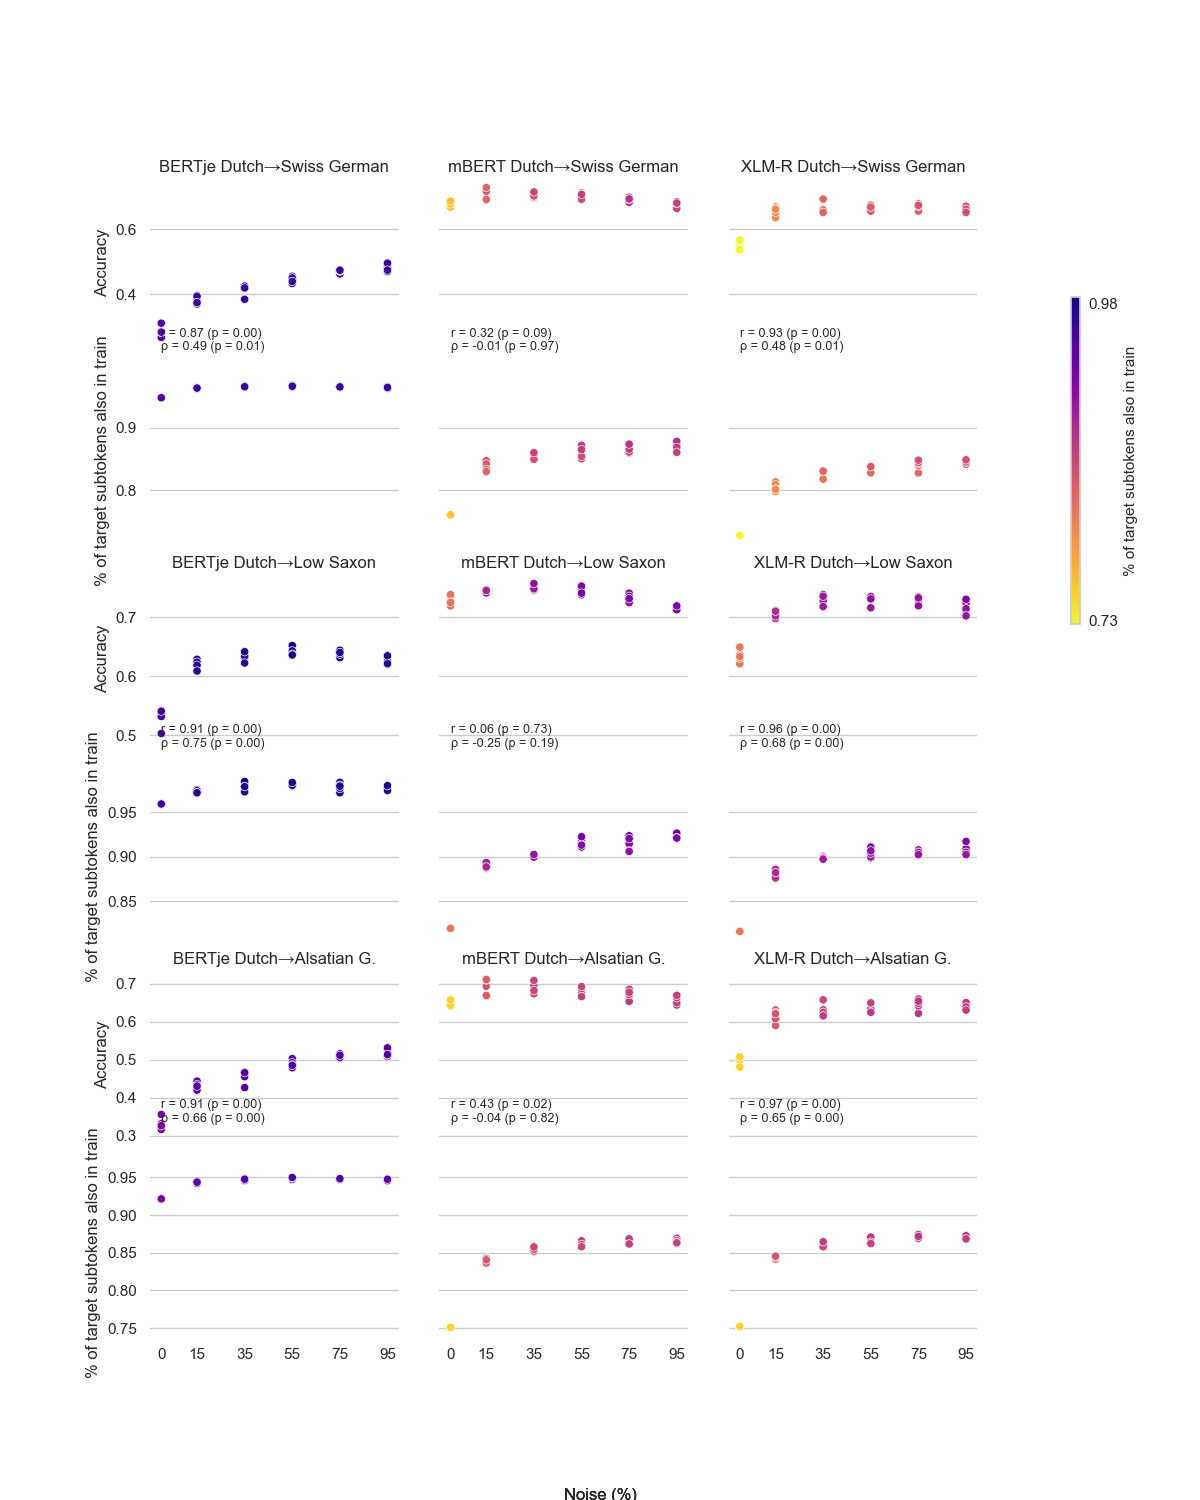 BERTje Dutch→Swiss German
mBERT Dutch→Swiss German
XLM-R Dutch→Swiss German
Accuracy
0.6
0.4
r = 0.87 (p = 0.00)
ρ = 0.49 (p = 0.01)
r = 0.32 (p = 0.09)
ρ = -0.01 (p = 0.97)
r = 0.93 (p = 0.00)
ρ = 0.48 (p = 0.01)
% of target subtokens also in train
0.9
0.8
BERTje Dutch→Low Saxon
mBERT Dutch→Low Saxon
XLM-R Dutch→Low Saxon
Accuracy
0.7
0.6
0.5
r = 0.91 (p = 0.00)
ρ = 0.75 (p = 0.00)
r = 0.06 (p = 0.73)
ρ = -0.25 (p = 0.19)
r = 0.96 (p = 0.00)
ρ = 0.68 (p = 0.00)
% of target subtokens also in train
0.95
0.90
0.85
BERTje Dutch→Alsatian G.
mBERT Dutch→Alsatian G.
XLM-R Dutch→Alsatian G.
Accuracy
0.7
0.6
0.5
0.4
0.3
r = 0.91 (p = 0.00)
ρ = 0.66 (p = 0.00)
r = 0.43 (p = 0.02)
ρ = -0.04 (p = 0.82)
r = 0.97 (p = 0.00)
ρ = 0.65 (p = 0.00)
% of target subtokens also in train
0.95
0.90
0.85
0.80
0.75
0 15 35 55 75 95
0 15 35 55 75 95
0 15 35 55 75 95
Noise (%)
0.98
0.73
% of target subtokens also in train